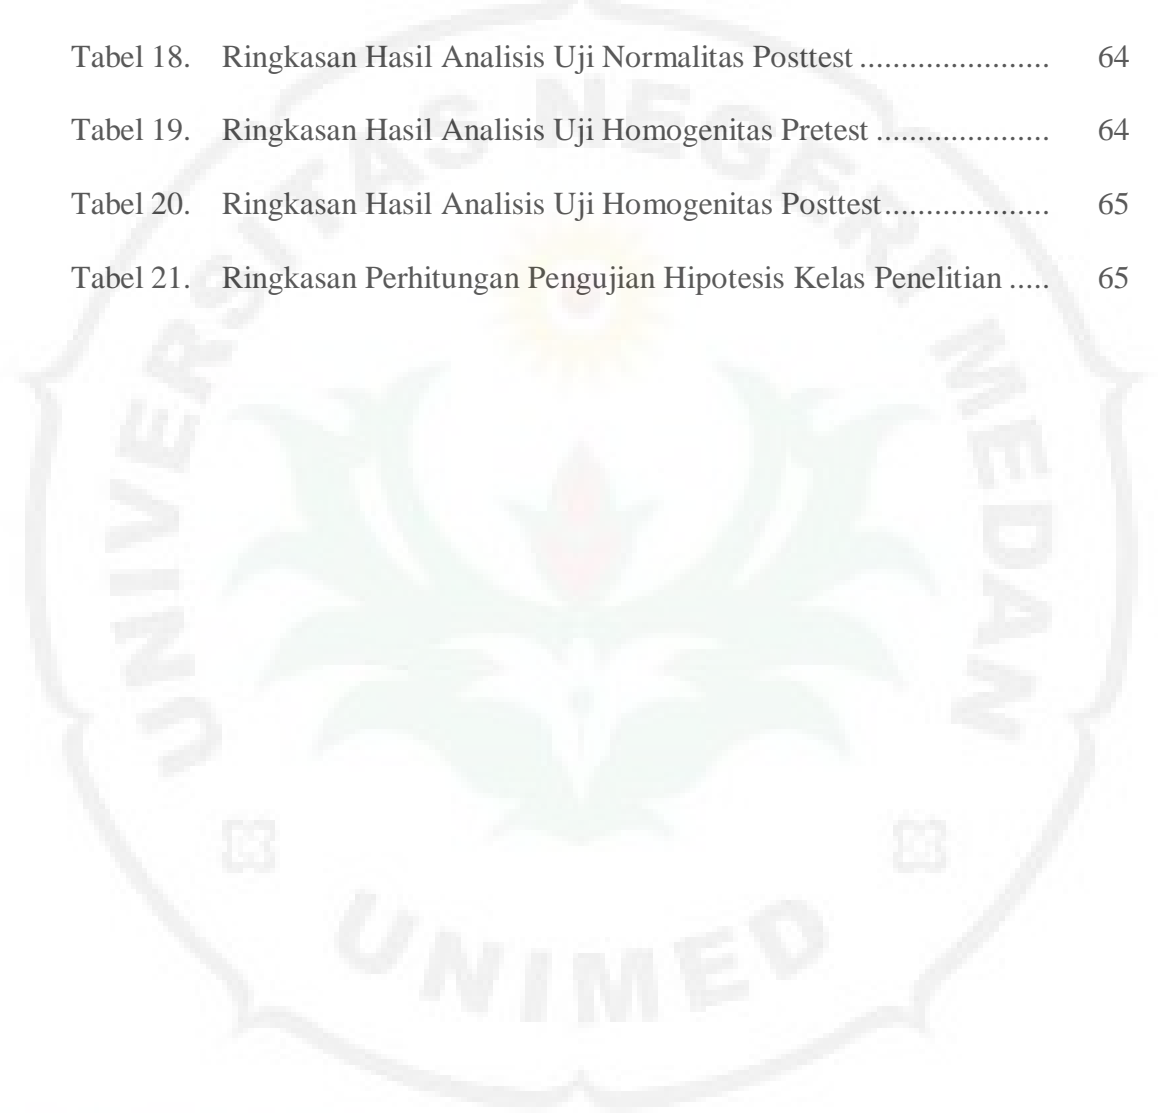 Tabel 18. Ringkasan Hasil Analisis Uji Normalitas Posttest ....................... 64
Tabel 19. Ringkasan Hasil Analisis Uji Homogenitas Pretest ..................... 64
Tabel 20. Ringkasan Hasil Analisis Uji Homogenitas Posttest.................... 65
Tabel 21. Ringkasan Perhitungan Pengujian Hipotesis Kelas Penelitian ..... 65
UNIVERSITAS NEGERI MEDAN
UNIMED